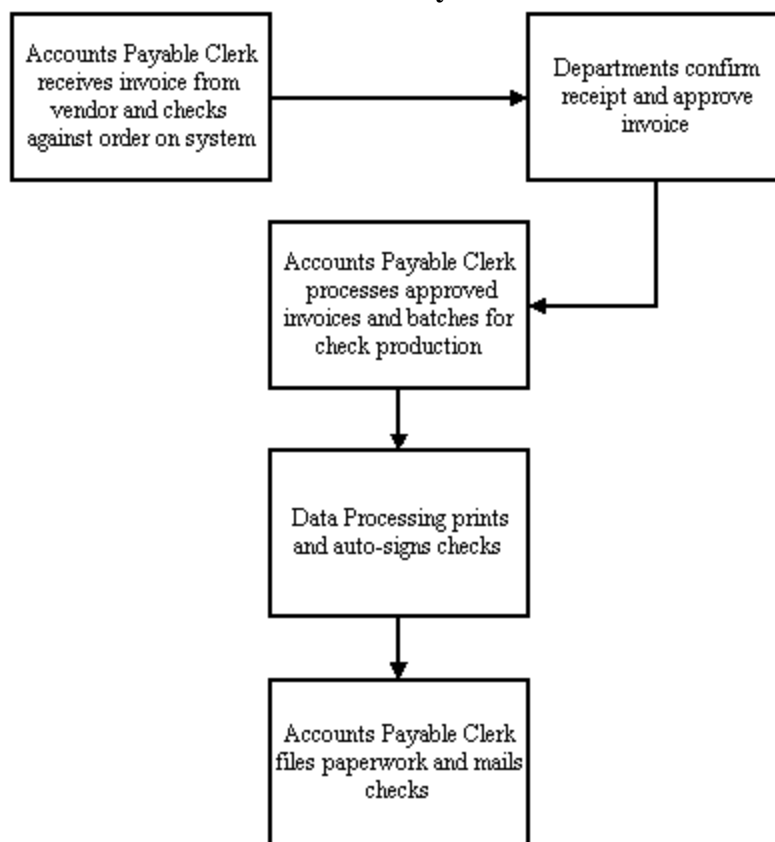 Accounts Payable Clerk
receives invoice from
vendor and checks
against order on system
Departments confirm
receipt and approve
invoice
Accounts Payable Clerk
processes approved
invoices and batches for
check production
Data Processing prints
and auto-signs checks
Accounts Payable Clerk
files paperwork and mails
checks